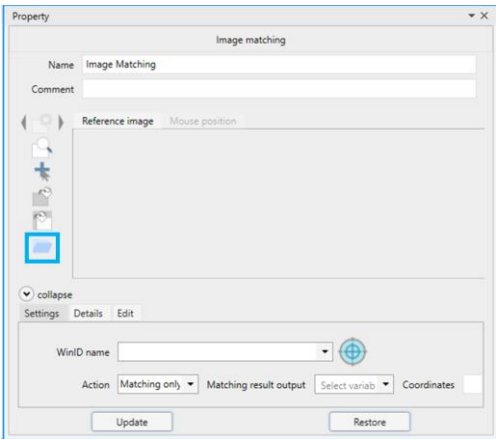 Property
Image matching
Name Image Matching
Comment
Reference image Mouse position
collapse
Settings Details Edit
WinID name
Action Matching only Matching result output Select variab Coordinates
Update Restore